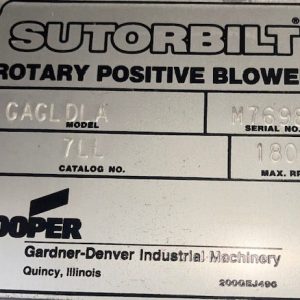 SUTORBILT
ROTARY POSITIVE BLOWE
GACLDLA M7698
MODEL SERIAL NO.
7LL 180
CATALOG NO. MAX. RP
OOPER
Gardner-Denver Industrial Machinery
Quincy, Illinois
200GEJ496